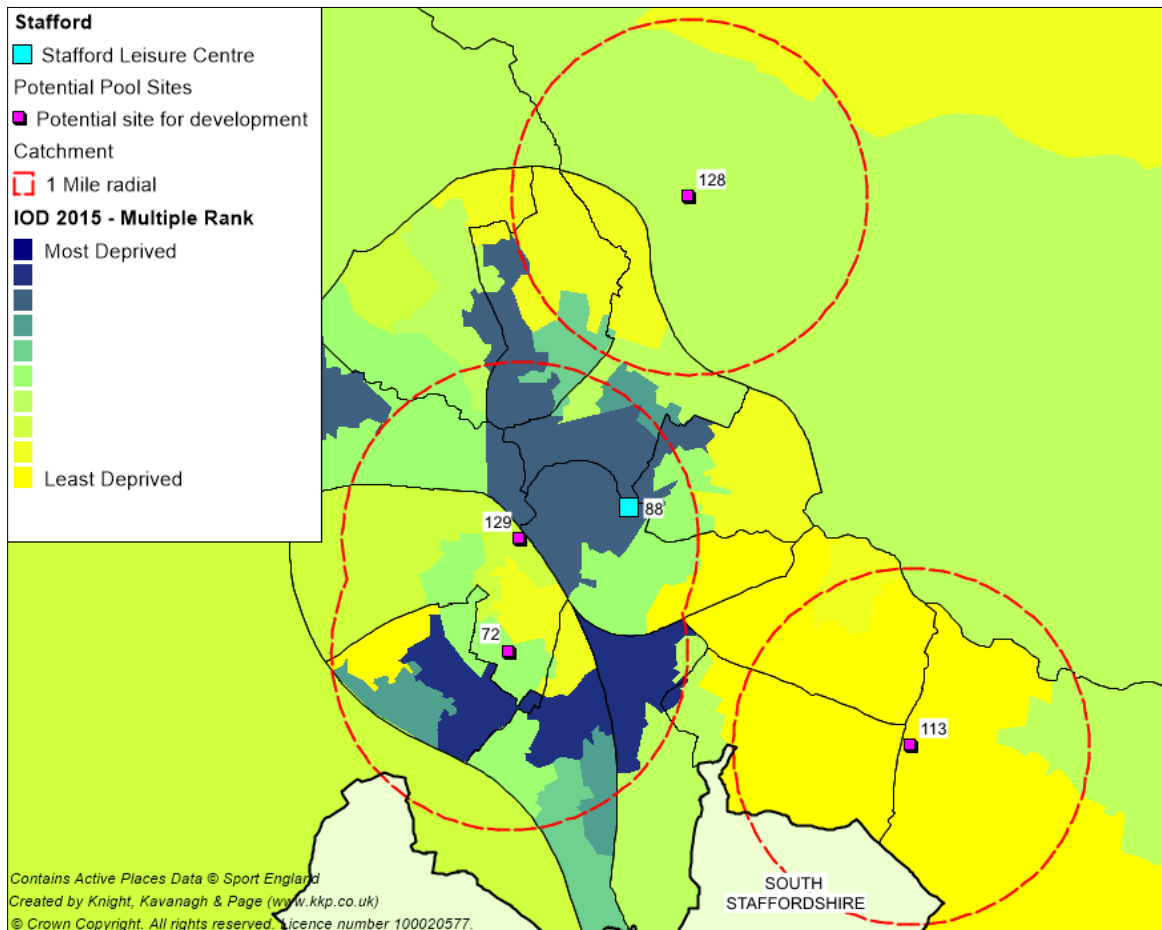 Stafford
Stafford Leisure Centre
Potential Pool Sites
Potential site for development
Catchment
1 Mile radial
IOD 2015 - Multiple Rank
Most Deprived
Least Deprived
128
88
129
72
113
SOUTH
STAFFORDSHIRE
Contains Active Places Data © Sport England
Created by Knight, Kavanagh & Page (www.kkp.co.uk)
© Crown Copyright. All rights reserved. Licence number 100020577.